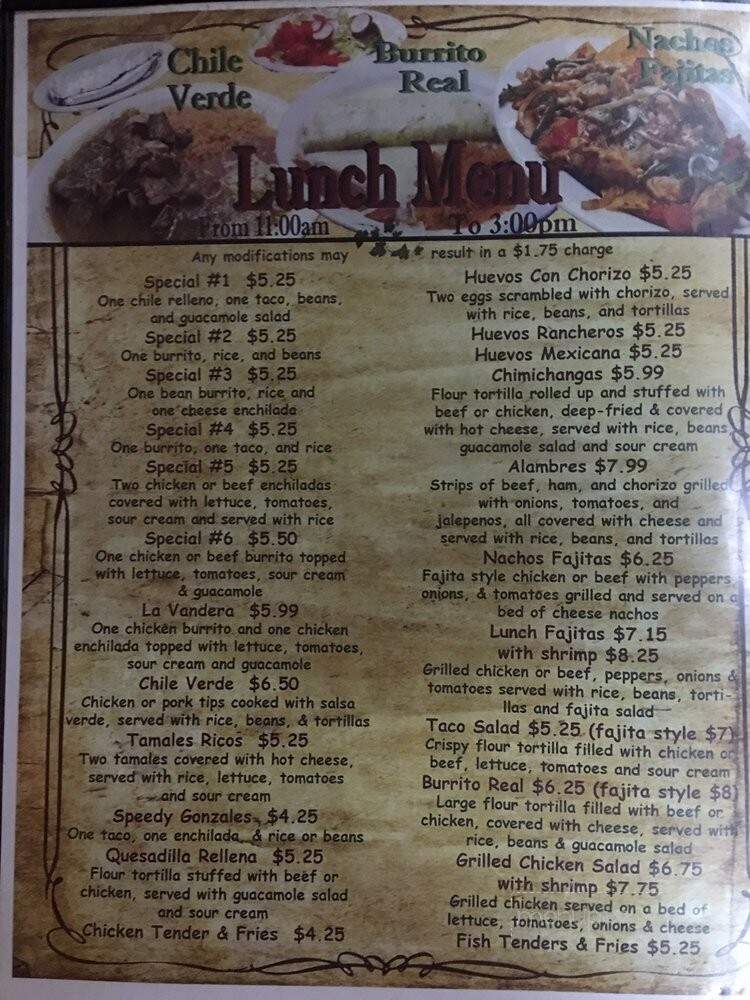 Chile
Verde
Burrito
Real
Nachos
Fajitas
Lunch Menu
From 11:00am To 3:00pm
Any modifications may result in a $1.75 charge
Special #1 $5.25
One chile relleno, one taco, beans,
and guacamole salad
Special #2 $5.25
One burrito, rice, and beans
Special #3 $5.25
One bean burrito, rice and
one cheese enchilada
Special #4 $5.25
One burrito, one taco, and rice
Special #5 $5.25
Two chicken or beef enchiladas
covered with lettuce, tomatoes,
sour cream and served with rice
Special #6 $5.50
One chicken or beef burrito topped
with lettuce, tomatoes, sour cream
& guacamole
La Vandera $5.99
One chicken burrito and one chicken
enchilada topped with lettuce, tomatoes,
sour cream and guacamole
Chile Verde $6.50
Chicken or pork tips cooked with salsa
verde, served with rice, beans, & tortillas
Tamales Ricos $5.25
Two tamales covered with hot cheese,
served with rice, lettuce, tomatoes
and sour cream
Speedy Gonzales $4.25
One taco, one enchilada, & rice or beans
Quesadilla Rellena $5.25
Flour tortilla stuffed with beef or
chicken, served with guacamole salad
and sour cream
Chicken Tender & Fries $4.25
Huevos Con Chorizo $5.25
Two eggs scrambled with chorizo, served
with rice, beans, and tortillas
Huevos Rancheros $5.25
Huevos Mexicana $5.25
Chimichangas $5.99
Flour tortilla rolled up and stuffed with
beef or chicken, deep-fried & covered
with hot cheese, served with rice, beans
guacamole salad and sour cream
Alambres $7.99
Strips of beef, ham, and chorizo grilled
with onions, tomatoes, and
jalepenos, all covered with cheese and
served with rice, beans, and tortillas
Nachos Fajitas $6.25
Fajita style chicken or beef with peppers,
onions, & tomatoes grilled and served on a
bed of cheese nachos
Lunch Fajitas $7.15
with shrimp $8.25
Grilled chicken or beef, peppers, onions &
tomatoes served with rice, beans, torti-
llas and fajita salad
Taco Salad $5.25 (fajita style $7)
Crispy flour tortilla filled with chicken or
beef, lettuce, tomatoes and sour cream
Burrito Real $6.25 (fajita style $8)
Large flour tortilla filled with beef or
chicken, covered with cheese, served with
rice, beans & guacamole salad
Grilled Chicken Salad $6.75
with shrimp $7.75
Grilled chicken served on a bed of
lettuce, tomatoes, onions & cheese
Fish Tenders & Fries $5.25